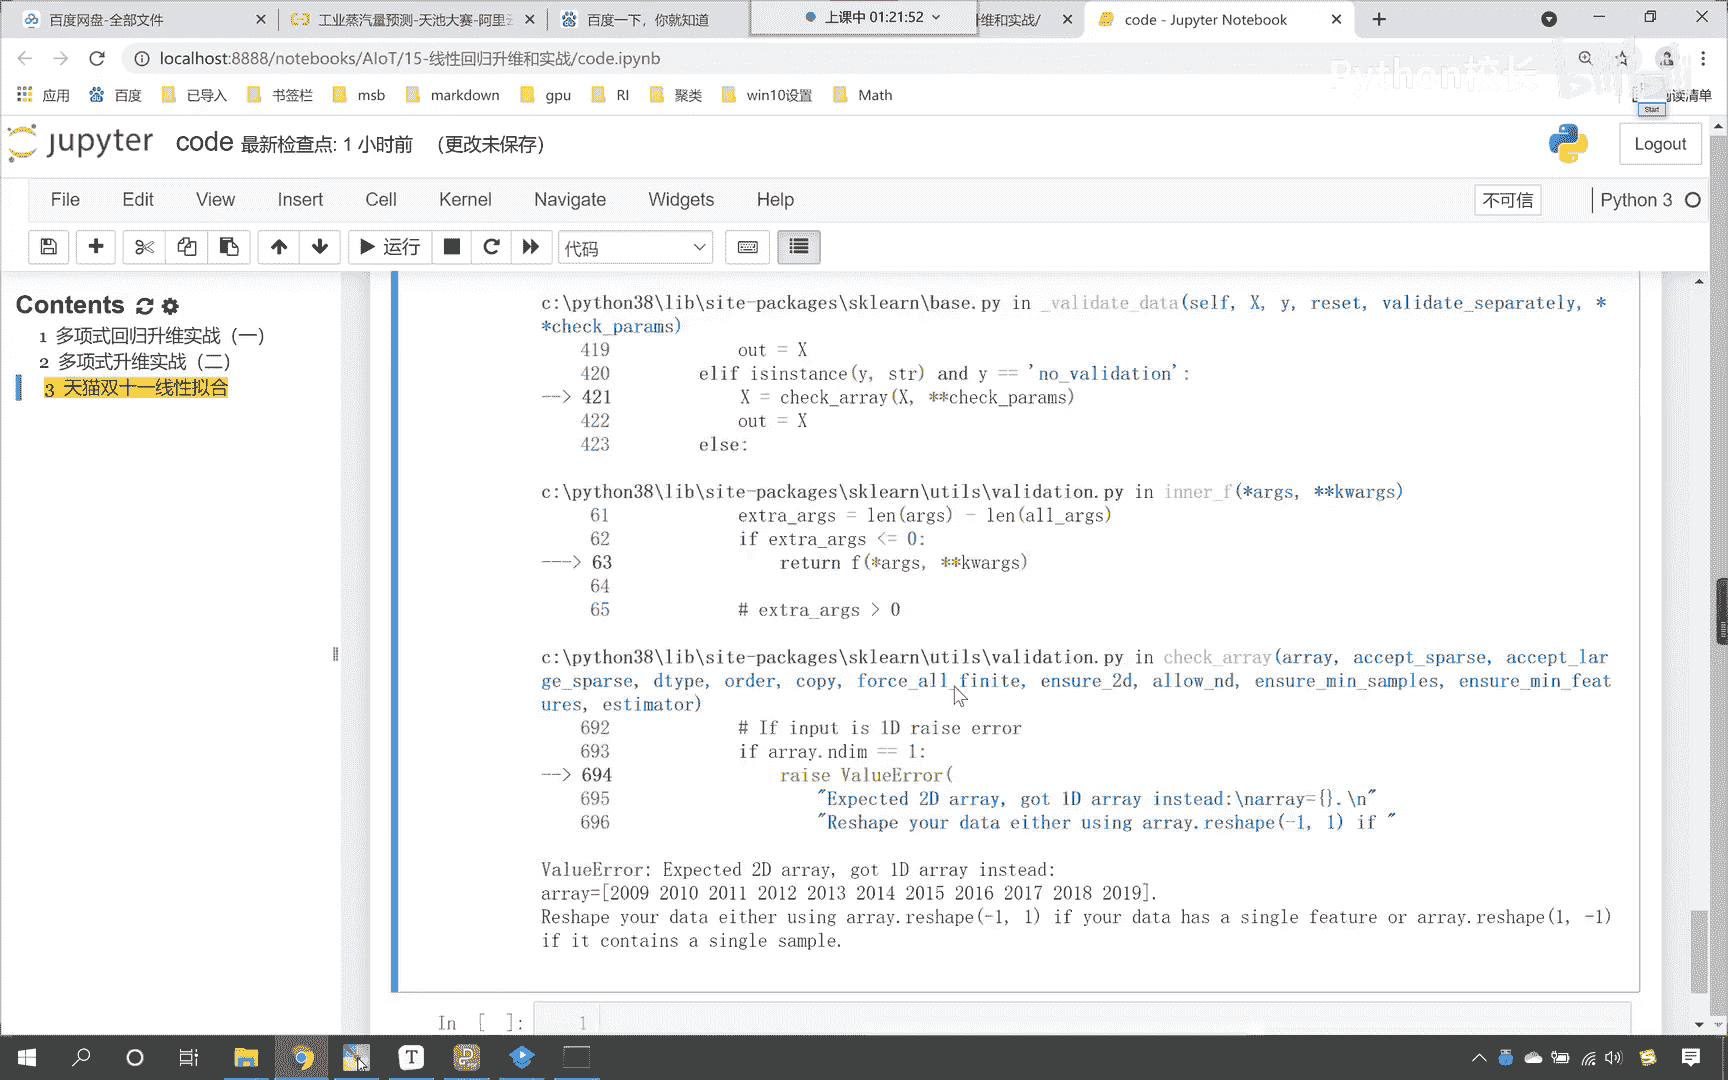 百度网盘-全部文件
工业蒸汽量预测-天池大赛-阿里云
百度一下，你就知道
上课中 01:21:52
维和实战/
code - Jupyter Notebook
localhost:8888/notebooks/AIoT/15-线性回归升维和实战/code.ipynb
Python校长
应用 百度 已导入 书签栏 msb markdown gpu RI 聚类 win10设置 Math 阅读清单
Start
jupyter code 最新检查点: 1 小时前 (更改未保存)
Logout
File Edit View Insert Cell Kernel Navigate Widgets Help 不可信 Python 3
运行 代码
Contents
1 多项式回归升维实战（一）
2 多项式升维实战（二）
3 天猫双十一线性拟合
c:\python38\lib\site-packages\sklearn\base.py in _validate_data(self, X, y, reset, validate_separately, *
*check_params)
419 out = X
420 elif isinstance(y, str) and y == 'no_validation':
--> 421 X = check_array(X, **check_params)
422 out = X
423 else:
c:\python38\lib\site-packages\sklearn\utils\validation.py in inner_f(*args, **kwargs)
61 extra_args = len(args) - len(all_args)
62 if extra_args <= 0:
---> 63 return f(*args, **kwargs)
64
65 # extra_args > 0
c:\python38\lib\site-packages\sklearn\utils\validation.py in check_array(array, accept_sparse, accept_lar
ge_sparse, dtype, order, copy, force_all_finite, ensure_2d, allow_nd, ensure_min_samples, ensure_min_feat
ures, estimator)
692 # If input is 1D raise error
693 if array.ndim == 1:
--> 694 raise ValueError(
695 "Expected 2D array, got 1D array instead:\narray={}.\n"
696 "Reshape your data either using array.reshape(-1, 1) if "
ValueError: Expected 2D array, got 1D array instead:
array=[2009 2010 2011 2012 2013 2014 2015 2016 2017 2018 2019].
Reshape your data either using array.reshape(-1, 1) if your data has a single feature or array.reshape(1, -1)
if it contains a single sample.
In [ ]: 1